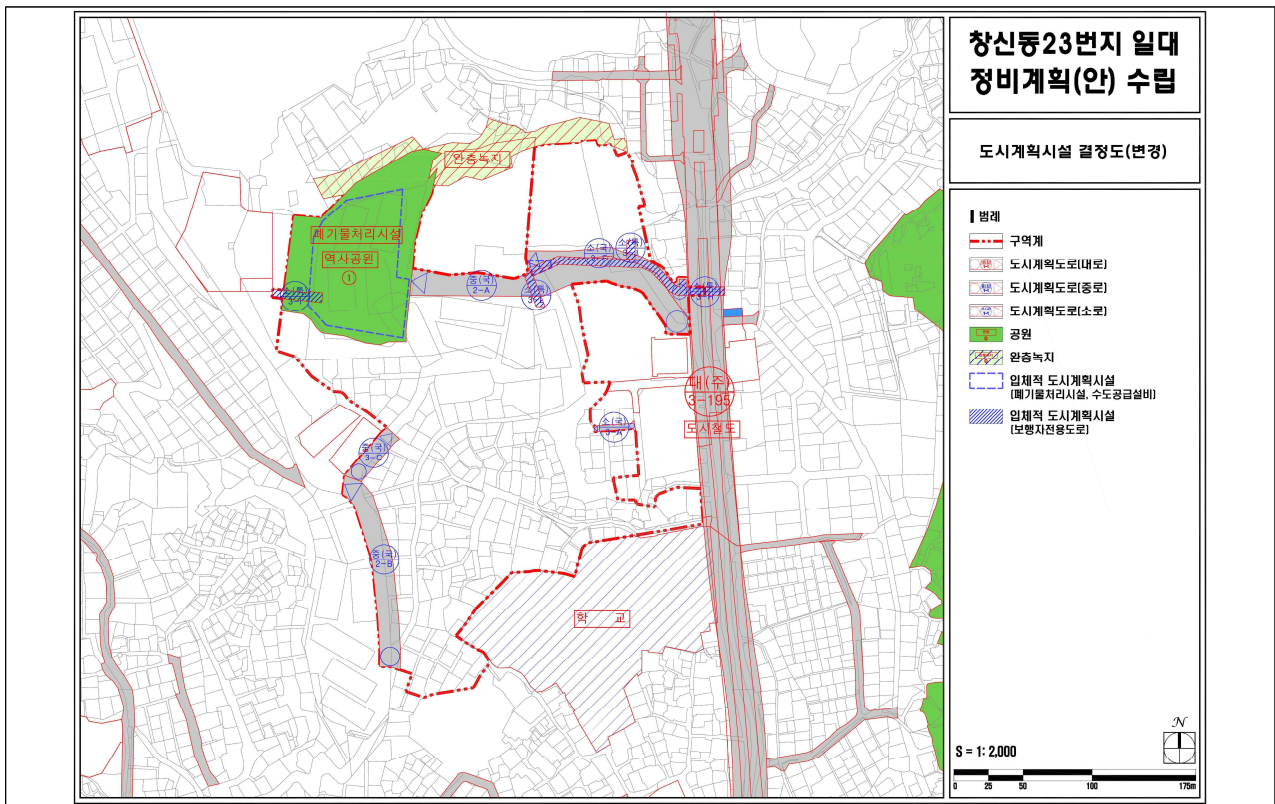 창신동23번지 일대
정비계획(안) 수립
도시계획시설 결정도(변경)
범례
구역계
도시계획도로(대로)
도시계획도로(중로)
도시계획도로(소로)
공원
완충녹지
입체적 도시계획시설
(폐기물처리시설, 수도공급설비)
입체적 도시계획시설
(보행자전용도로)
S = 1: 2,000
N
0 25 50 100 175m
완충녹지
폐기물처리시설
역사공원
①
중(국)
2-A
대(주)
3-195
도시철도
소(국)
3-A
중(국)
3-C
중(국)
2-B
학 교